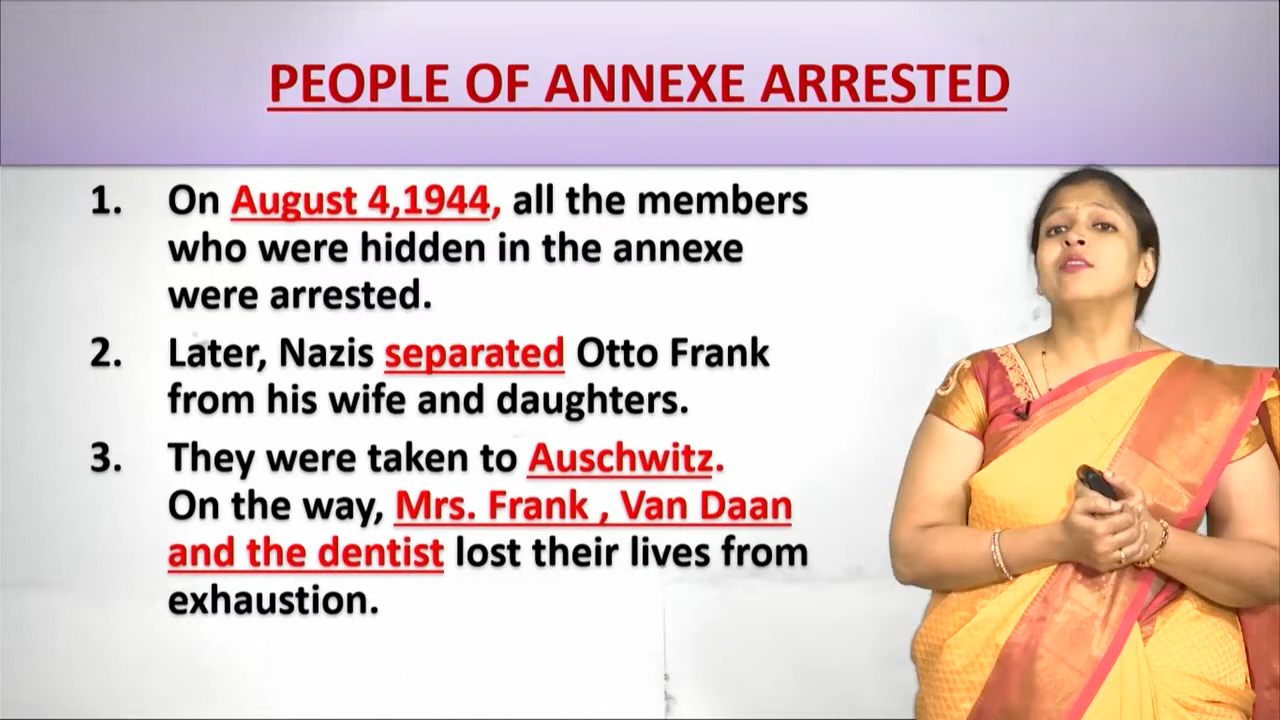 PEOPLE OF ANNEXE ARRESTED
1. On August 4,1944, all the members
who were hidden in the annexe
were arrested.
2. Later, Nazis separated Otto Frank
from his wife and daughters.
3. They were taken to Auschwitz.
On the way, Mrs. Frank , Van Daan
and the dentist lost their lives from
exhaustion.